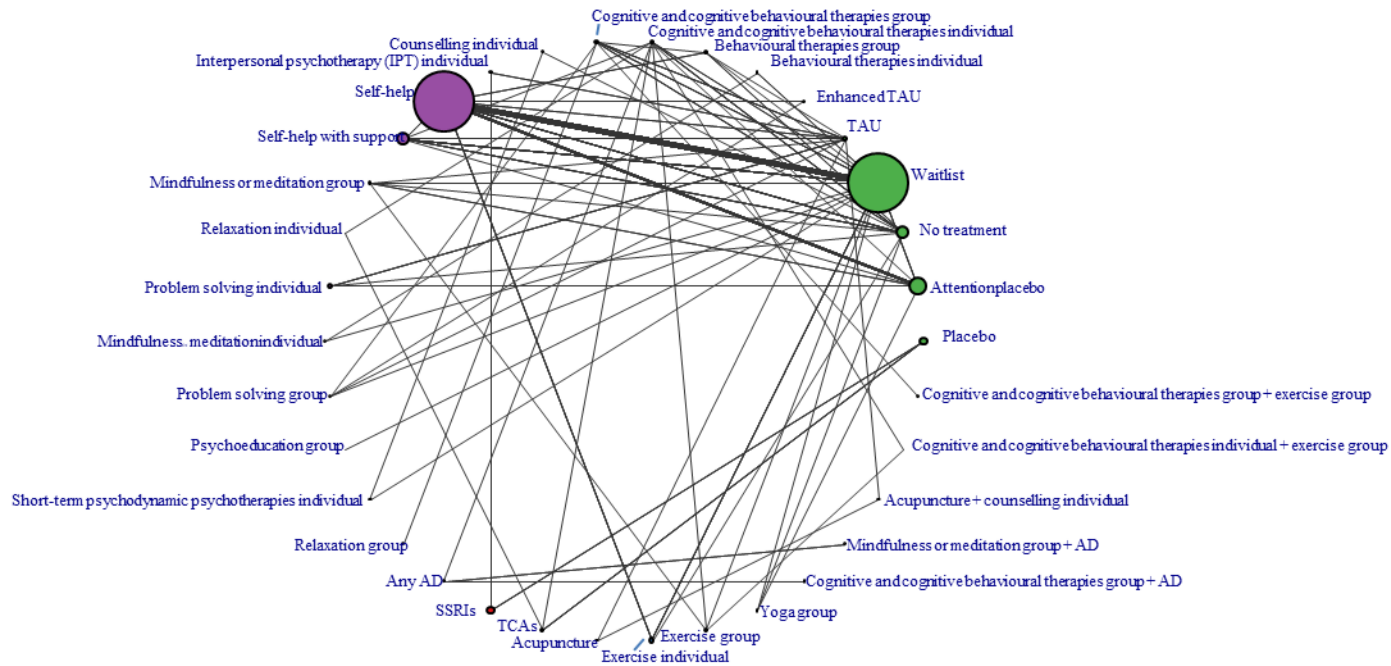 Cognitive and cognitive behavioural therapies group
Cognitive and cognitive behavioural therapies individual
Counselling individual
Behavioural therapies group
Interpersonal psychotherapy (IPT) individual
Behavioural therapies individual
Self-help
Enhanced TAU
TAU
Self-help with support
Waitlist
Mindfulness or meditation group
Relaxation individual
No treatment
Problem solving individual
Attention placebo
Placebo
Mindfulness. meditation individual
Problem solving group
Cognitive and cognitive behavioural therapies group + exercise group
Psychoeducation group
Cognitive and cognitive behavioural therapies individual + exercise group
Short-term psychodynamic psychotherapies individual
Acupuncture + counselling individual
Relaxation group
Mindfulness or meditation group + AD
Any AD
Cognitive and cognitive behavioural therapies group + AD
SSRIs
Yoga group
TCAs
Exercise group
Acupuncture
Exercise individual